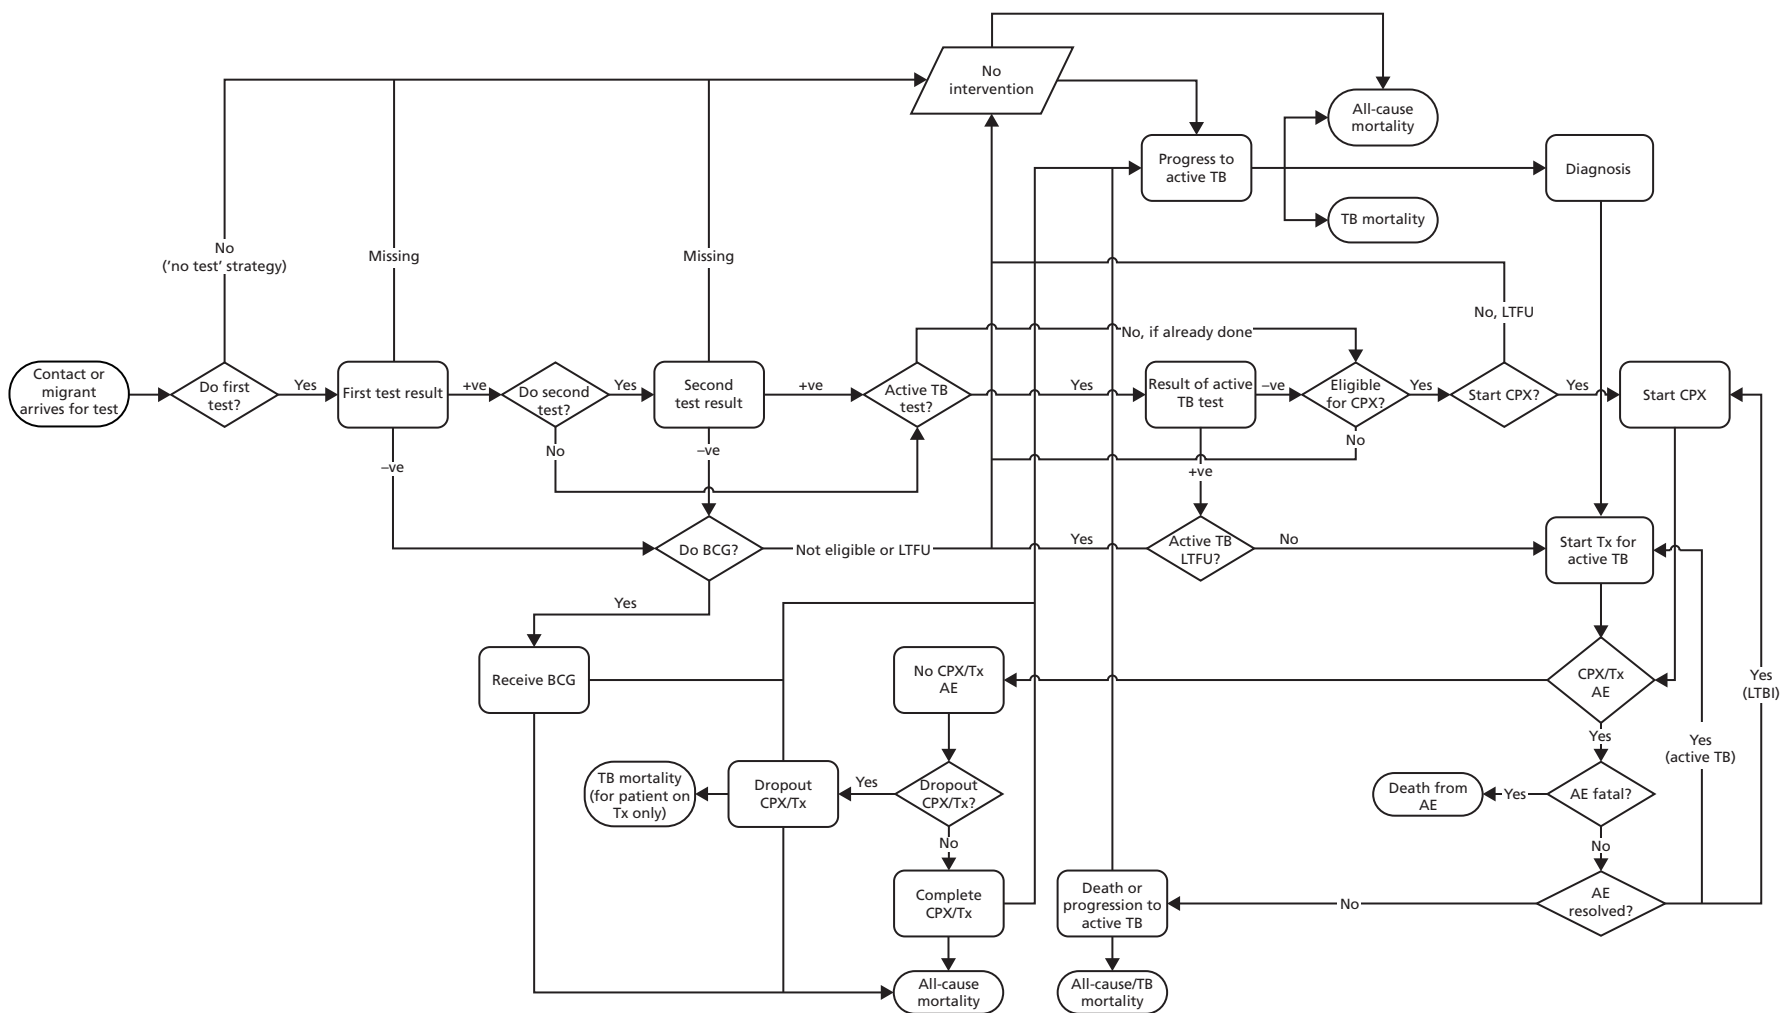 No
intervention
All-cause
mortality
Progress to
active TB
Diagnosis
TB mortality
No
('no test' strategy)
Missing
Missing
No, LTFU
No, if already done
Contact or
migrant
arrives for test
Do first
test?
Yes
First test result
+ve
Do second
test?
Yes
Second
test result
+ve
Active TB
test?
Yes
Result of active
TB test
–ve
Eligible
for CPX?
Yes
Start CPX?
Yes
Start CPX
–ve
No
–ve
No
+ve
Do BCG?
Not eligible or LTFU
Yes
Active TB
LTFU?
No
Start Tx for
active TB
Yes
Receive BCG
No CPX/Tx
AE
CPX/Tx
AE
Yes
(LTBI)
Yes
Yes
(active TB)
TB mortality
(for patient on
Tx only)
Dropout
CPX/Tx
Yes
Dropout
CPX/Tx?
Death from
AE
Yes
AE fatal?
No
No
Complete
CPX/Tx
Death or
progression to
active TB
No
AE
resolved?
All-cause
mortality
All-cause/TB
mortality